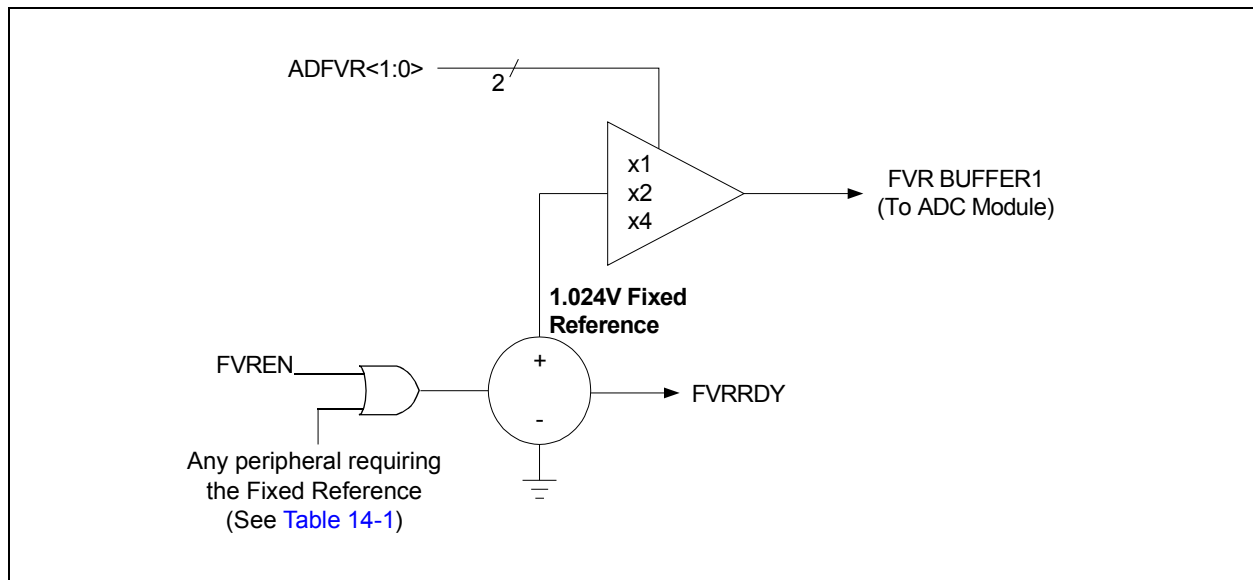 ADFVR<1:0>
2
x1
x2
x4
FVR BUFFER1
(To ADC Module)
1.024V Fixed
Reference
FVREN
+
-
FVRRDY
Any peripheral requiring
the Fixed Reference
(See Table 14-1)